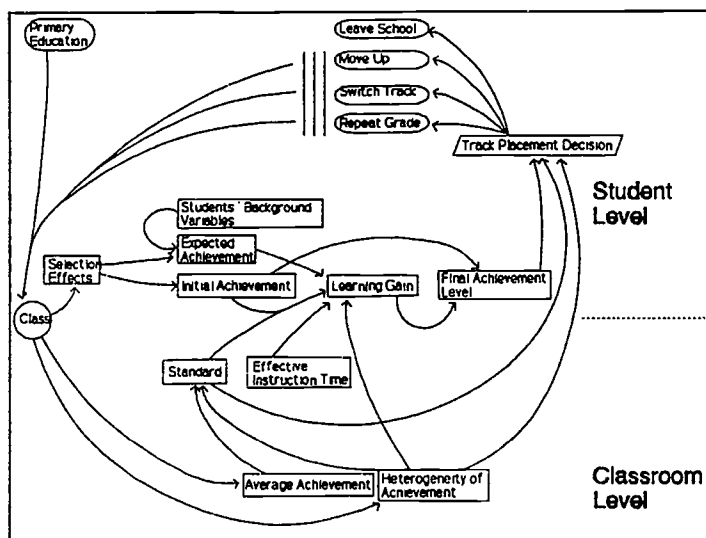 Primary
Education
Leave School
Move Up
Switch Track
Repeat Grade
Track Placement Decision
Student
Level
Students' Background
Variables
Expected
Achievement
Selection
Effects
Initial Achievement
Learning Gain
Final Achievement
Level
Class
Standard
Effective
Instruction Time
Average Achievement
Heterogenerty of
Achievement
Classroom
Level